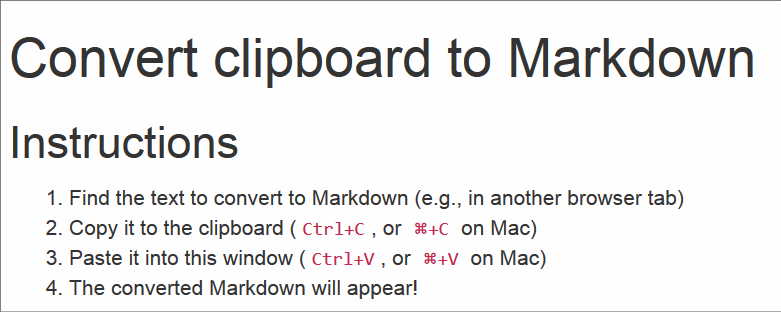 Convert clipboard to Markdown
Instructions
1. Find the text to convert to Markdown (e.g., in another browser tab)
2. Copy it to the clipboard ( Ctrl+C , or ⌘+C on Mac)
3. Paste it into this window ( Ctrl+V , or ⌘+V on Mac)
4. The converted Markdown will appear!